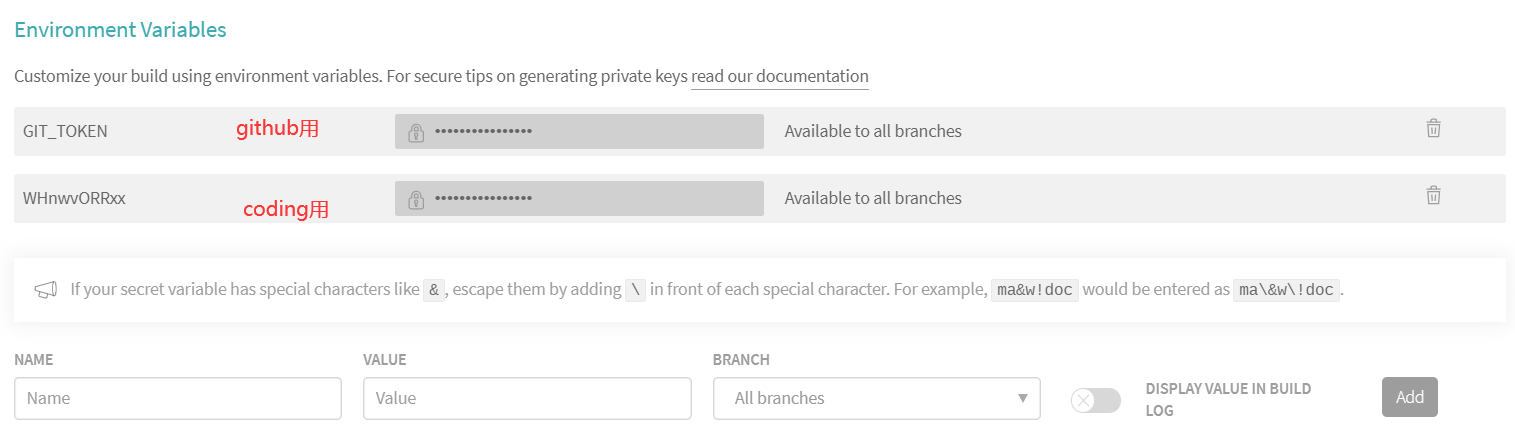 Environment Variables
Customize your build using environment variables. For secure tips on generating private keys read our documentation
GIT_TOKEN github用 •••••••••••••••• Available to all branches
WHnwvORRxx coding用 •••••••••••••••• Available to all branches
If your secret variable has special characters like & , escape them by adding \ in front of each special character. For example, ma&w!doc would be entered as ma\&w\!doc .
NAME VALUE BRANCH
Name Value All branches DISPLAY VALUE IN BUILD LOG Add